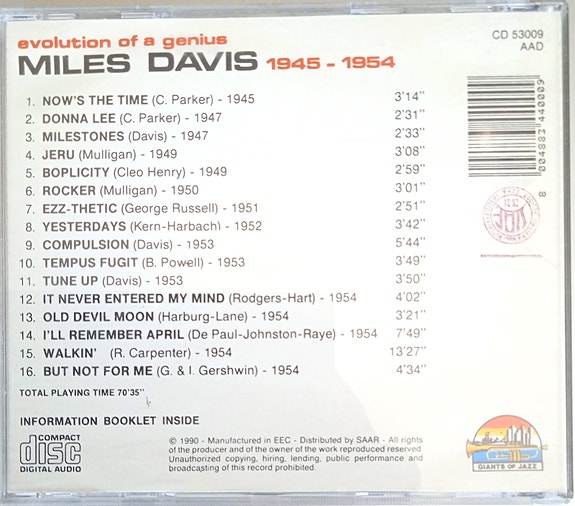 evolution of a genius
MILES DAVIS 1945 - 1954
CD 53009
AAD
1. NOW'S THE TIME (C. Parker) - 1945 3'14"
2. DONNA LEE (C. Parker) - 1947 2'31"
3. MILESTONES (Davis) - 1947 2'33"
4. JERU (Mulligan) - 1949 3'08"
5. BOPLICITY (Cleo Henry) - 1949 2'59"
6. ROCKER (Mulligan) - 1950 3'01"
7. EZZ-THETIC (George Russell) - 1951 2'51"
8. YESTERDAYS (Kern-Harbach) - 1952 3'42"
9. COMPULSION (Davis) - 1953 5'44"
10. TEMPUS FUGIT (B. Powell) - 1953 3'49"
11. TUNE UP (Davis) - 1953 3'50"
12. IT NEVER ENTERED MY MIND (Rodgers-Hart) - 1954 4'02"
13. OLD DEVIL MOON (Harburg-Lane) - 1954 3'21"
14. I'LL REMEMBER APRIL (De Paul-Johnston-Raye) - 1954 7'49"
15. WALKIN' (R. Carpenter) - 1954 13'27"
16. BUT NOT FOR ME (G. & I. Gershwin) - 1954 4'34"
TOTAL PLAYING TIME 70'35"
INFORMATION BOOKLET INSIDE
COMPACT
disc
DIGITAL AUDIO
© 1990 - Manufactured in EEC - Distributed by SAAR - All rights
of the producer and of the owner of the work reproduced reserved
Unauthorized copying, hiring, lending, public performance and
broadcasting of this record prohibited.
8 004883 440009
GIANTS OF JAZZ